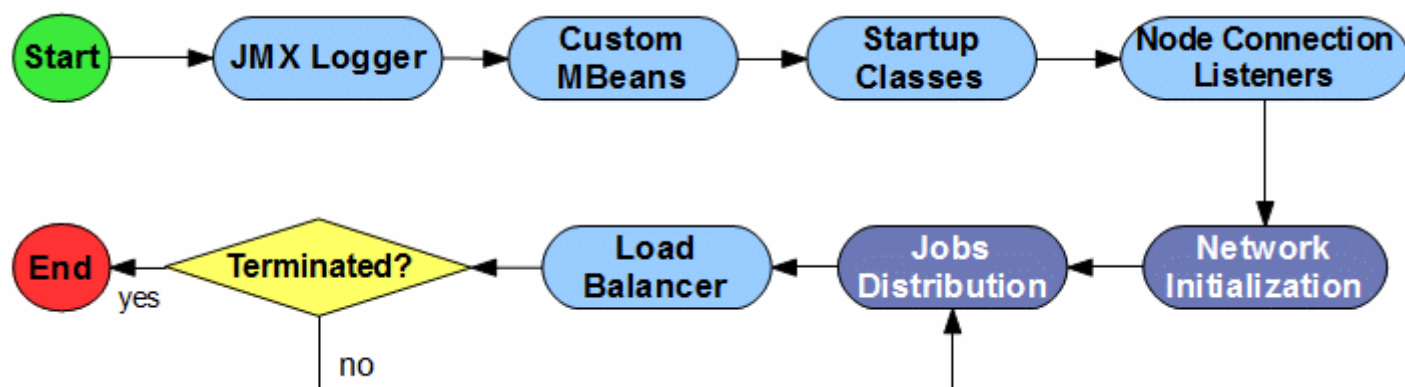 Start
JMX Logger
Custom
MBeans
Startup
Classes
Node Connection
Listeners
End
yes
Terminated?
no
Load
Balancer
Jobs
Distribution
Network
Initialization